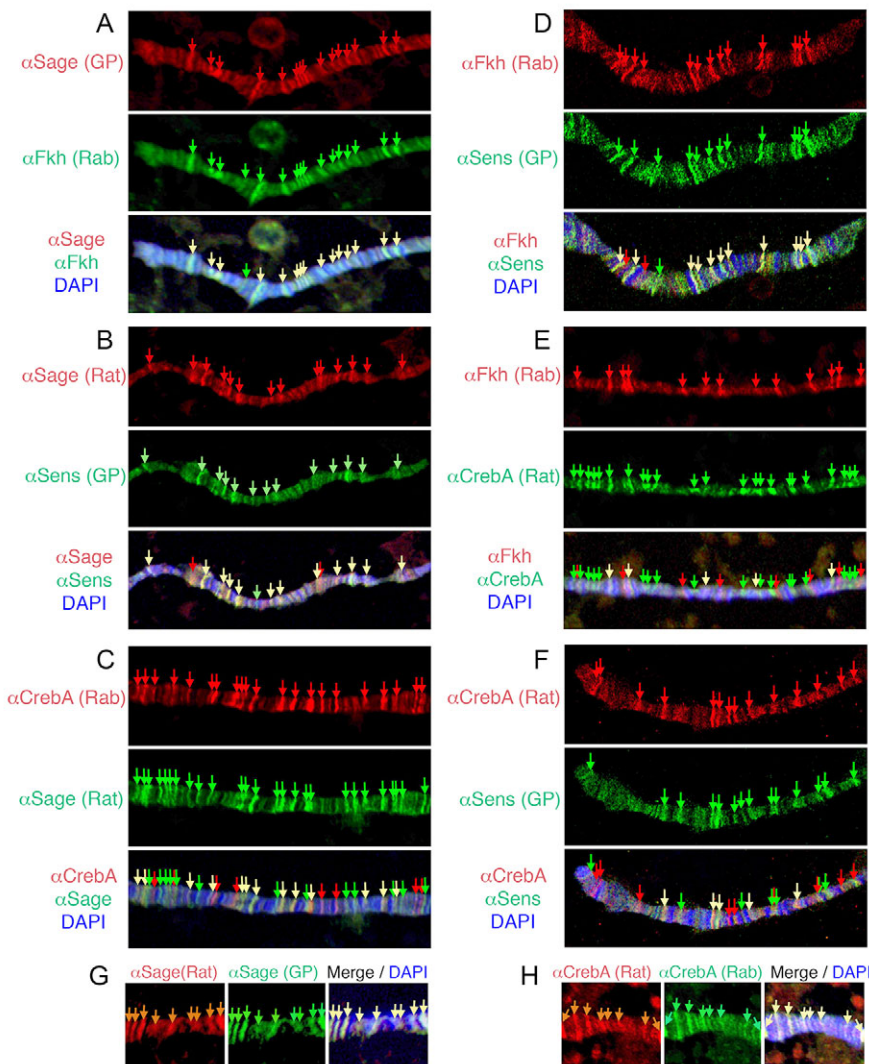 A
αSage (GP)
αFkh (Rab)
αSage
αFkh
DAPI
B
αSage (Rat)
αSens (GP)
αSage
αSens
DAPI
C
αCrebA (Rab)
αSage (Rat)
αCrebA
αSage
DAPI
D
αFkh (Rab)
αSens (GP)
αFkh
αSens
DAPI
E
αFkh (Rab)
αCrebA (Rat)
αFkh
αCrebA
DAPI
F
αCrebA (Rat)
αSens (GP)
αCrebA
αSens
DAPI
G
αSage(Rat) αSage (GP) Merge / DAPI
H
αCrebA (Rat) αCrebA (Rab) Merge / DAPI